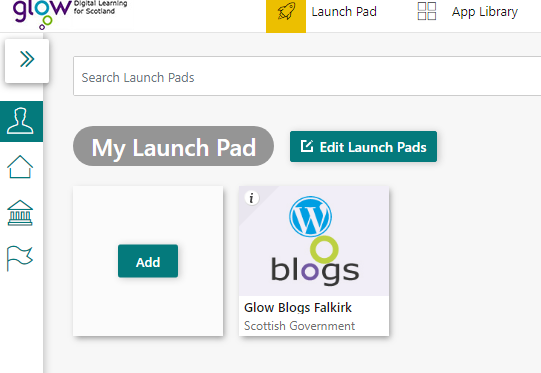 glow
Digital Learning
for Scotland
Launch Pad
App Library
Search Launch Pads
My Launch Pad
Edit Launch Pads
Add
i
W
blogs
Glow Blogs Falkirk
Scottish Government